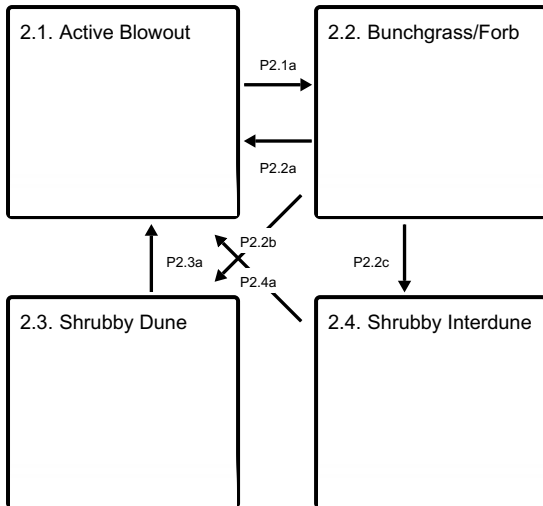 2.1. Active Blowout
2.2. Bunchgrass/Forb
P2.1a
P2.2a
P2.2b
P2.3a
P2.2c
P2.4a
2.3. Shrubby Dune
2.4. Shrubby Interdune